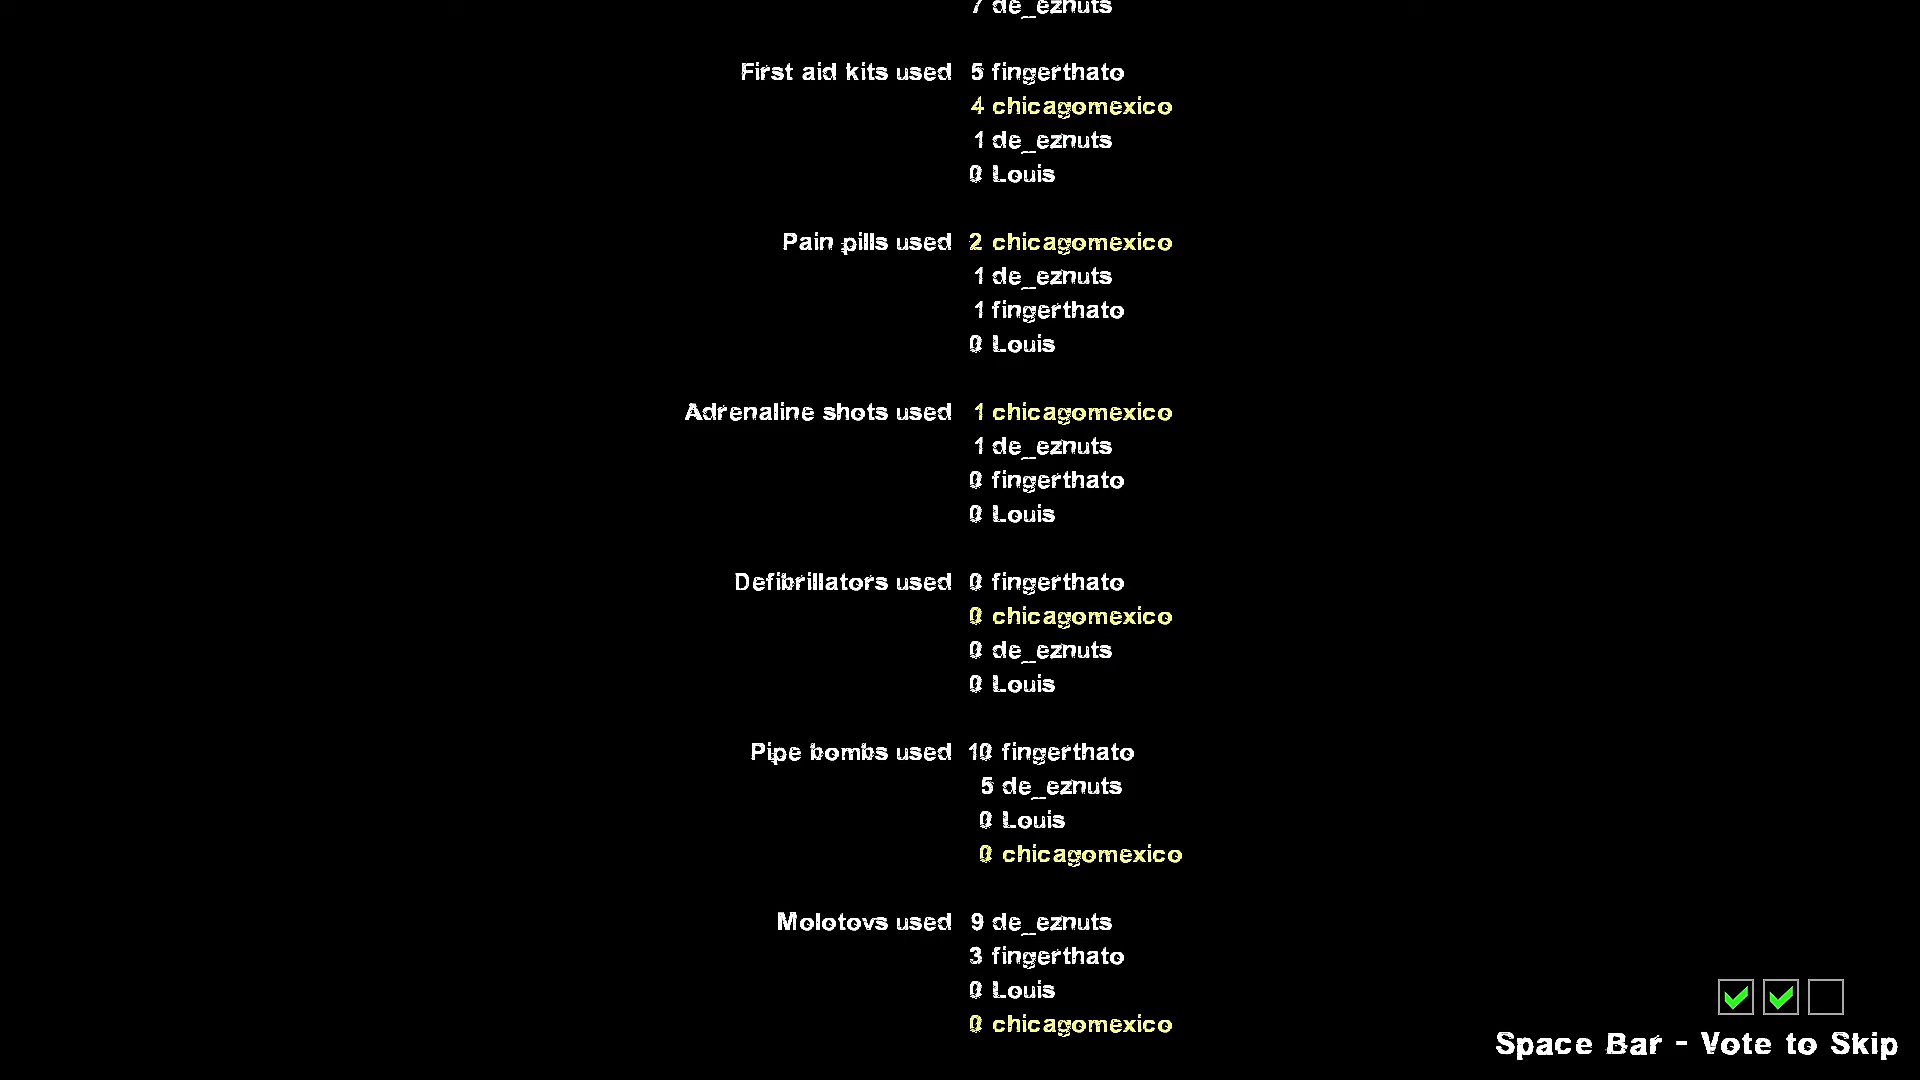 7 de_eznuts
First aid kits used 5 fingerthato
4 chicagomexico
1 de_eznuts
0 Louis
Pain pills used 2 chicagomexico
1 de_eznuts
1 fingerthato
0 Louis
Adrenaline shots used 1 chicagomexico
1 de_eznuts
0 fingerthato
0 Louis
Defibrillators used 0 fingerthato
0 chicagomexico
0 de_eznuts
0 Louis
Pipe bombs used 10 fingerthato
5 de_eznuts
0 Louis
0 chicagomexico
Molotovs used 9 de_eznuts
3 fingerthato
0 Louis
0 chicagomexico
Space Bar - Vote to Skip